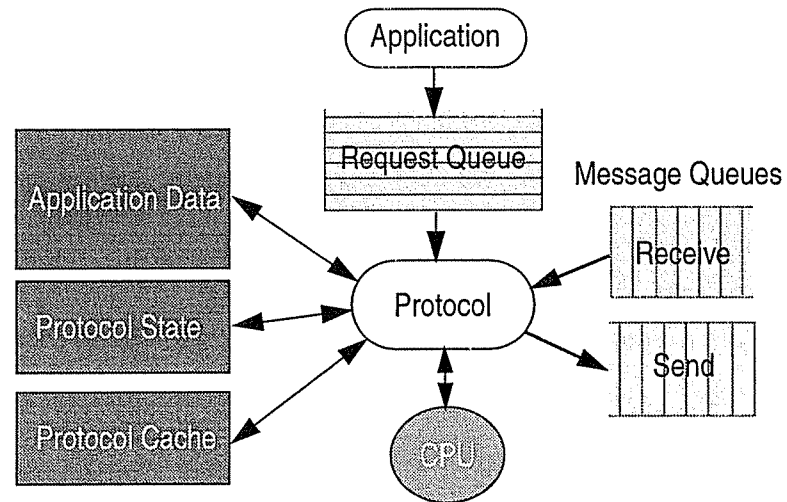 Application
Request Queue
Message Queues
Application Data
Receive
Protocol
Protocol State
Send
Protocol Cache
CPU